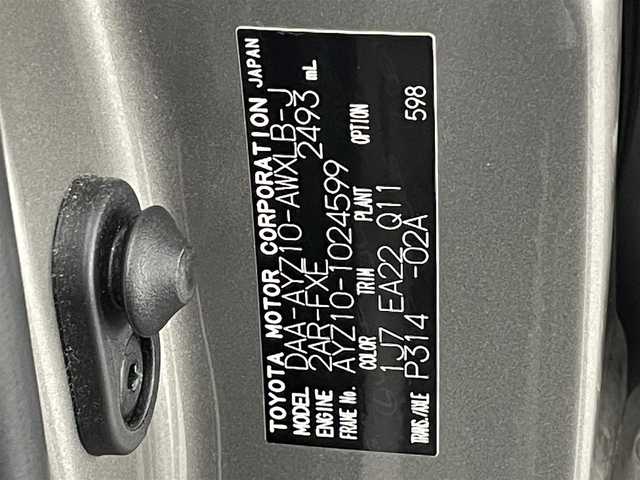 TOYOTA MOTOR CORPORATION JAPAN
MODEL DAA-AYZ10-AWXLB-J
ENGINE 2AR-FXE 2493 mL
FRAME No. AYZ10-1024599
COLOR TRIM PLANT OPTION
1J7 EA22 Q11
TRANS./AXLE P314 -02A 598